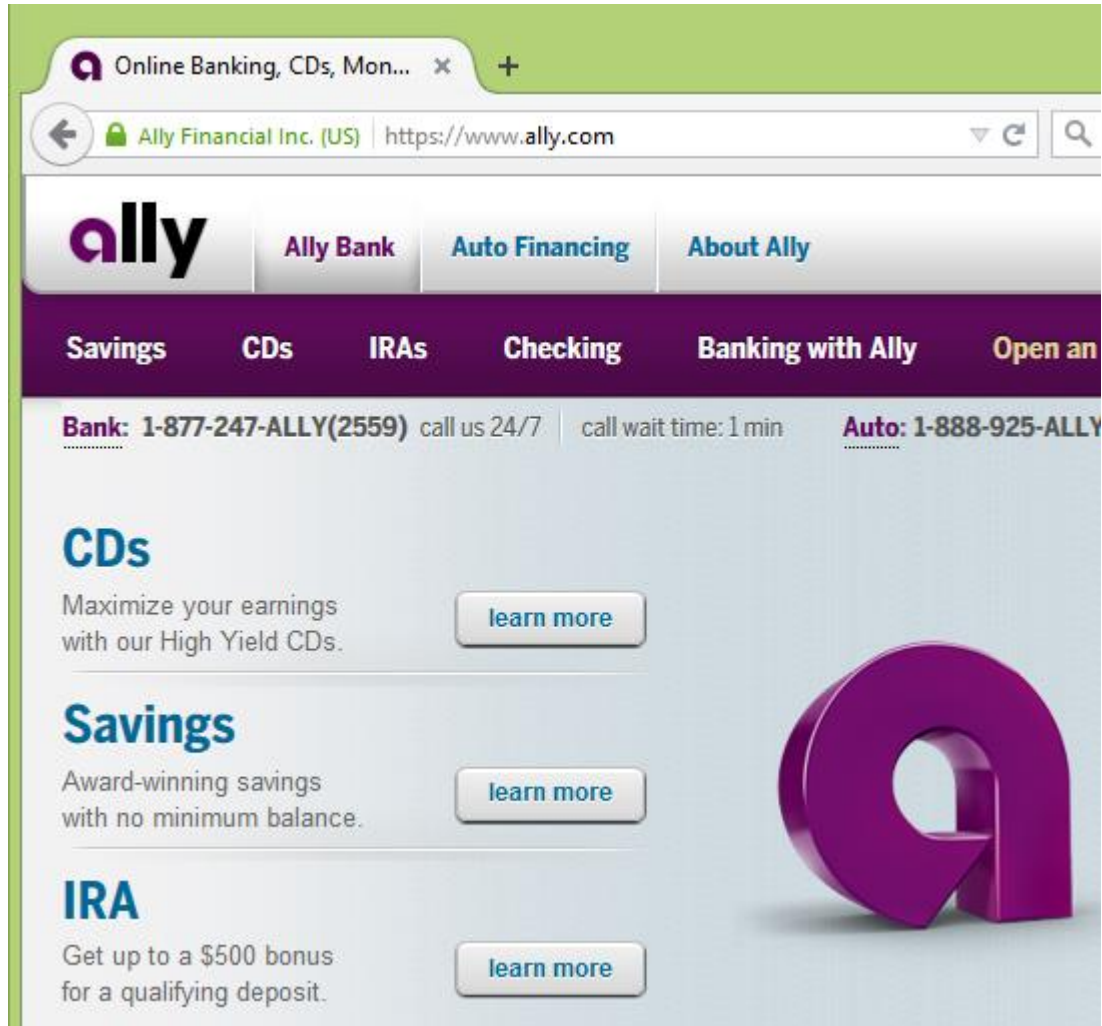 Online Banking, CDs, Mon...
Ally Financial Inc. (US) https://www.ally.com
ally Ally Bank Auto Financing About Ally
Savings CDs IRAs Checking Banking with Ally Open an
Bank: 1-877-247-ALLY(2559) call us 24/7 call wait time: 1 min Auto: 1-888-925-ALLY
CDs
Maximize your earnings
with our High Yield CDs.
learn more
Savings
Award-winning savings
with no minimum balance.
learn more
IRA
Get up to a $500 bonus
for a qualifying deposit.
learn more